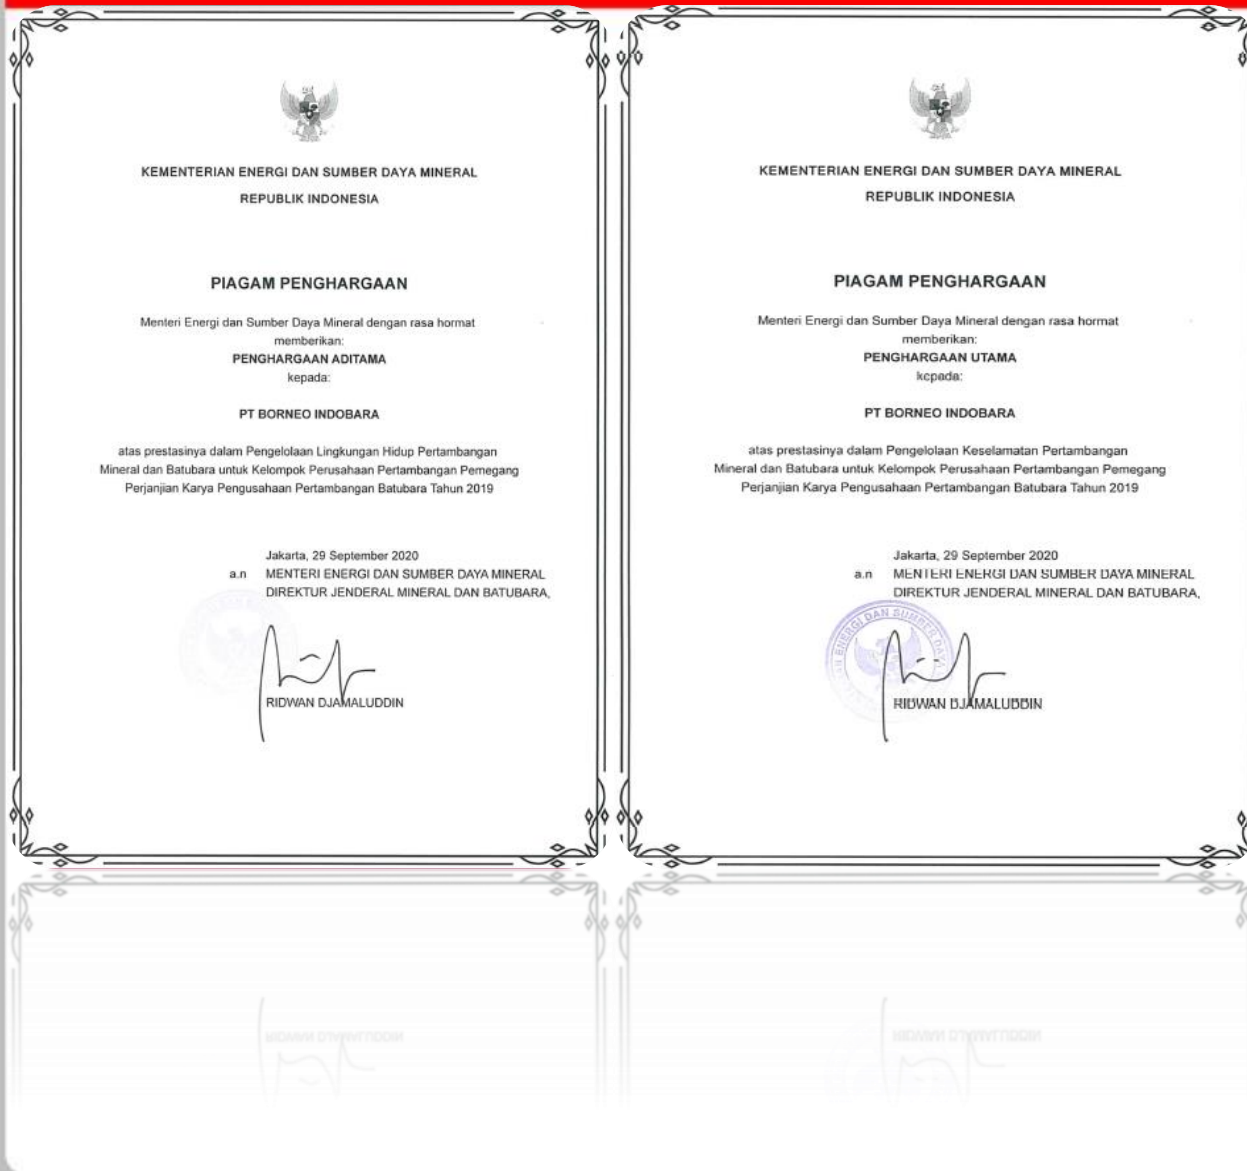 KEMENTERIAN ENERGI DAN SUMBER DAYA MINERAL
REPUBLIK INDONESIA
PIAGAM PENGHARGAAN
Menteri Energi dan Sumber Daya Mineral dengan rasa hormat
memberikan:
PENGHARGAAN ADITAMA
kepada:
PT BORNEO INDOBARA
atas prestasinya dalam Pengelolaan Lingkungan Hidup Pertambangan
Mineral dan Batubara untuk Kelompok Perusahaan Pertambangan Pemegang
Perjanjian Karya Pengusahaan Pertambangan Batubara Tahun 2019
Jakarta, 29 September 2020
a.n MENTERI ENERGI DAN SUMBER DAYA MINERAL
DIREKTUR JENDERAL MINERAL DAN BATUBARA,
RIDWAN DJAMALUDDIN
KEMENTERIAN ENERGI DAN SUMBER DAYA MINERAL
REPUBLIK INDONESIA
PIAGAM PENGHARGAAN
Menteri Energi dan Sumber Daya Mineral dengan rasa hormat
memberikan:
PENGHARGAAN UTAMA
kepada:
PT BORNEO INDOBARA
atas prestasinya dalam Pengelolaan Keselamatan Pertambangan
Mineral dan Batubara untuk Kelompok Perusahaan Pertambangan Pemegang
Perjanjian Karya Pengusahaan Pertambangan Batubara Tahun 2019
Jakarta, 29 September 2020
a.n MENTERI ENERGI DAN SUMBER DAYA MINERAL
DIREKTUR JENDERAL MINERAL DAN BATUBARA,
ENERGI DAN SUMBER DAYA
RIDWAN DJAMALUDDIN